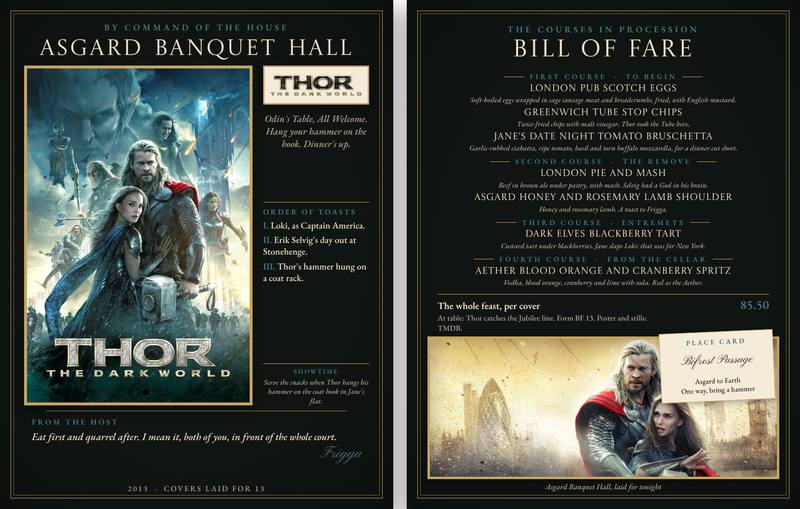 BY COMMAND OF THE HOUSE
ASGARD BANQUET HALL
THOR
THE DARK WORLD
Odin's Table, All Welcome.
Hang your hammer on the
hook. Dinner's up.
ORDER OF TOASTS
I. Loki, as Captain America.
II. Erik Selvig's day out at
Stonehenge.
III. Thor's hammer hung on
a coat rack.
THOR
THE DARK WORLD
SHOWTIME
Serve the snacks when Thor hangs his
hammer on the coat hook in Jane's
flat.
FROM THE HOST
Eat first and quarrel after. I mean it, both of you, in front of the whole court.
Frigga
2013 · COVERS LAID FOR 13
THE COURSES IN PROCESSION
BILL OF FARE
FIRST COURSE · TO BEGIN
LONDON PUB SCOTCH EGGS
Soft-boiled eggs wrapped in sage sausage meat and breadcrumbs, fried, with English mustard.
GREENWICH TUBE STOP CHIPS
Twice-fried chips with malt vinegar. Thor took the Tube here.
JANE'S DATE NIGHT TOMATO BRUSCHETTA
Garlic-rubbed ciabatta, ripe tomato, basil and torn buffalo mozzarella, for a dinner cut short.
SECOND COURSE · THE REMOVE
LONDON PIE AND MASH
Beef in brown ale under pastry, with mash. Selvig had a God in his brain.
ASGARD HONEY AND ROSEMARY LAMB SHOULDER
Honey and rosemary lamb. A toast to Frigga.
THIRD COURSE · ENTREMETS
DARK ELVES BLACKBERRY TART
Custard tart under blackberries. Jane slaps Loki: that was for New York.
FOURTH COURSE · FROM THE CELLAR
AETHER BLOOD ORANGE AND CRANBERRY SPRITZ
Vodka, blood orange, cranberry and lime with soda. Red as the Aether.
The whole feast, per cover 85.50
At table: Thor catches the Jubilee line. Form BF 13. Poster and stills:
TMDB.
PLACE CARD
Bifrost Passage
Asgard to Earth
One way, bring a hammer
Asgard Banquet Hall, laid for tonight